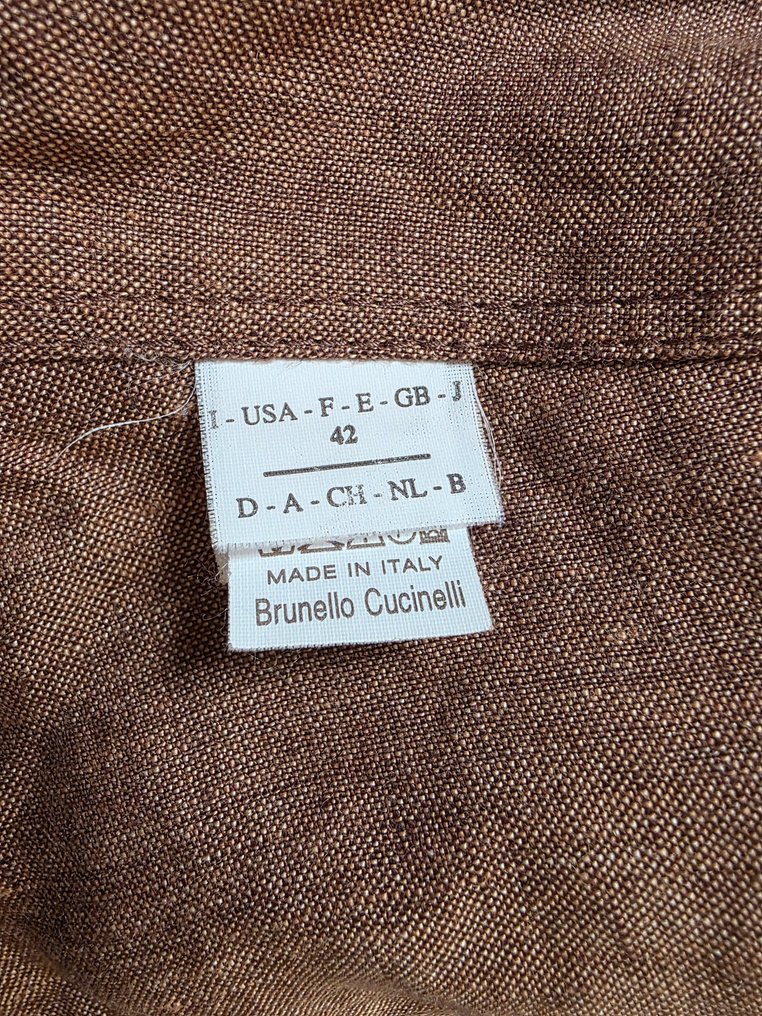 I - USA - F - E - GB - J
42
D - A - CH - NL - B
MADE IN ITALY
Brunello Cucinelli